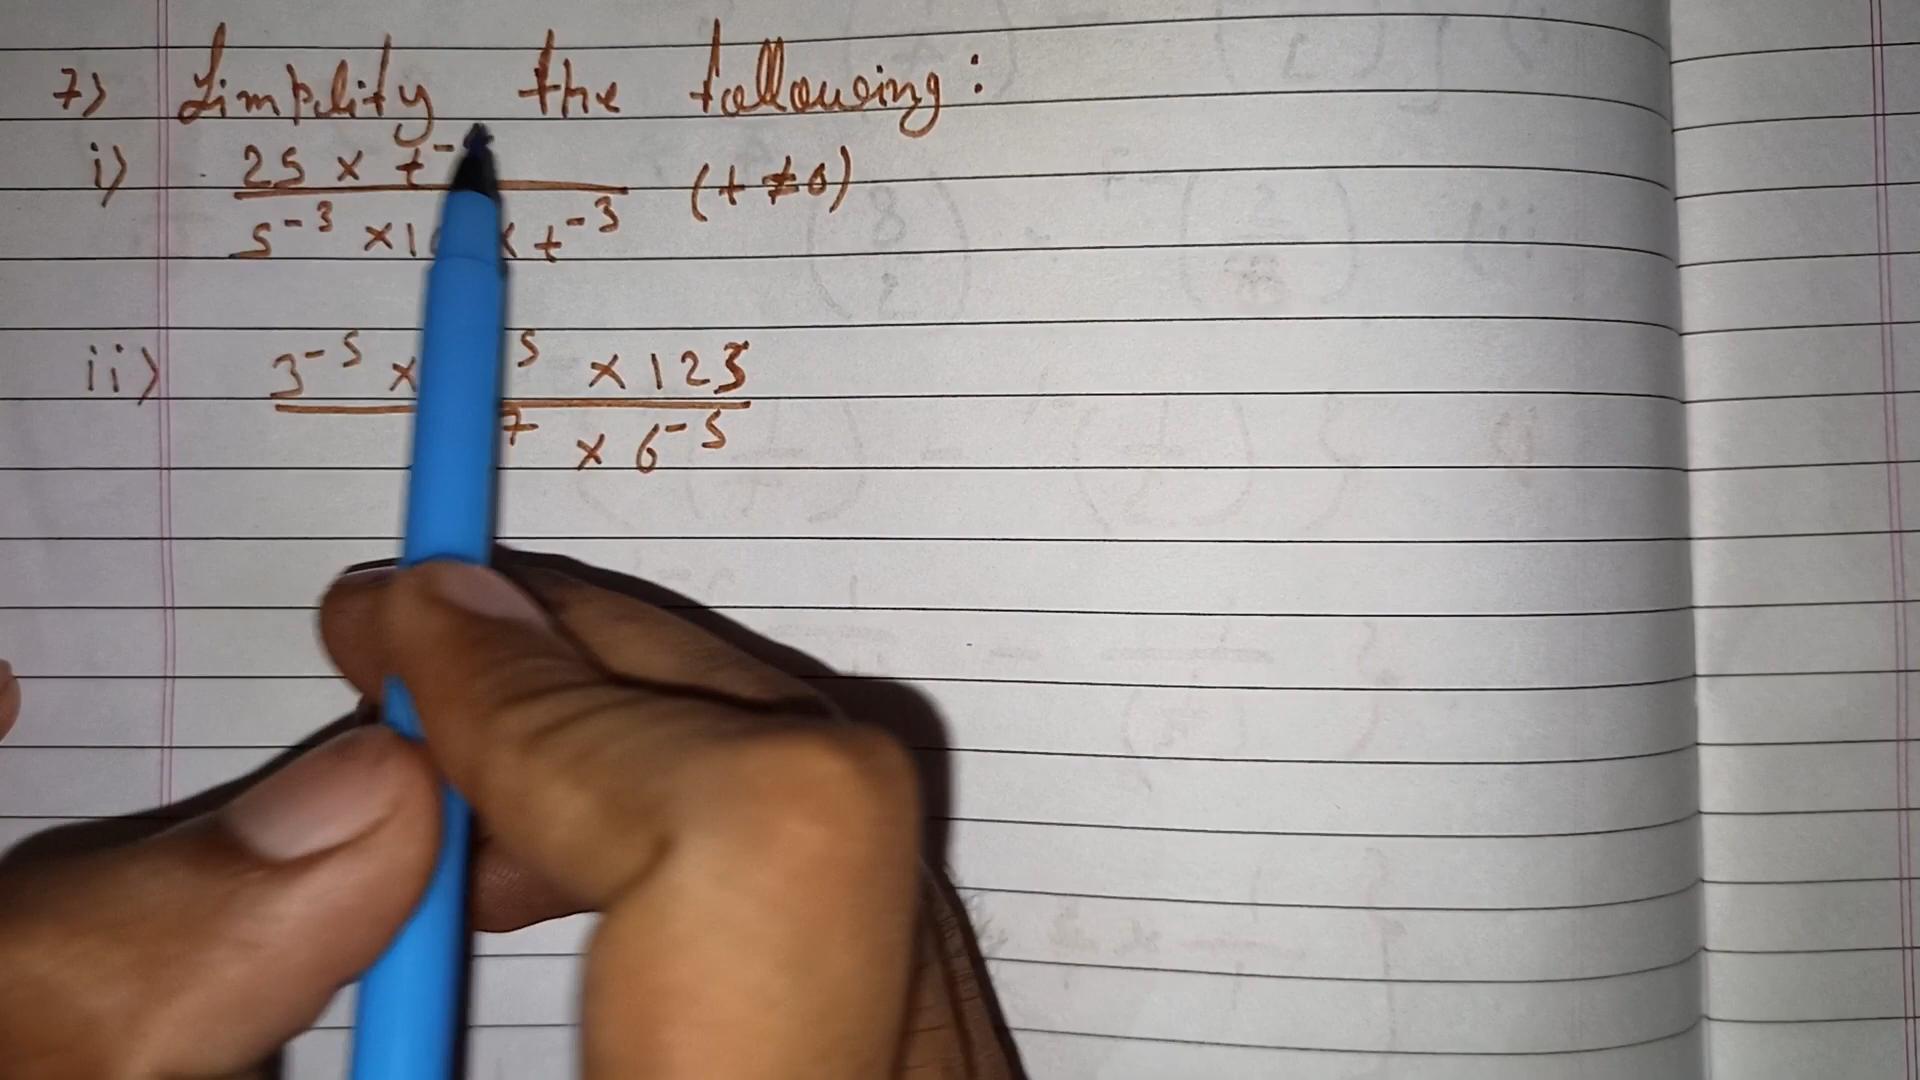 7) Simplify the following:
i) 25 × t⁻ (t ≠ 0)
5⁻³ × 1 × t⁻³
ii) 3⁻⁵ × ⁵ × 125
⁷ × 6⁻⁵